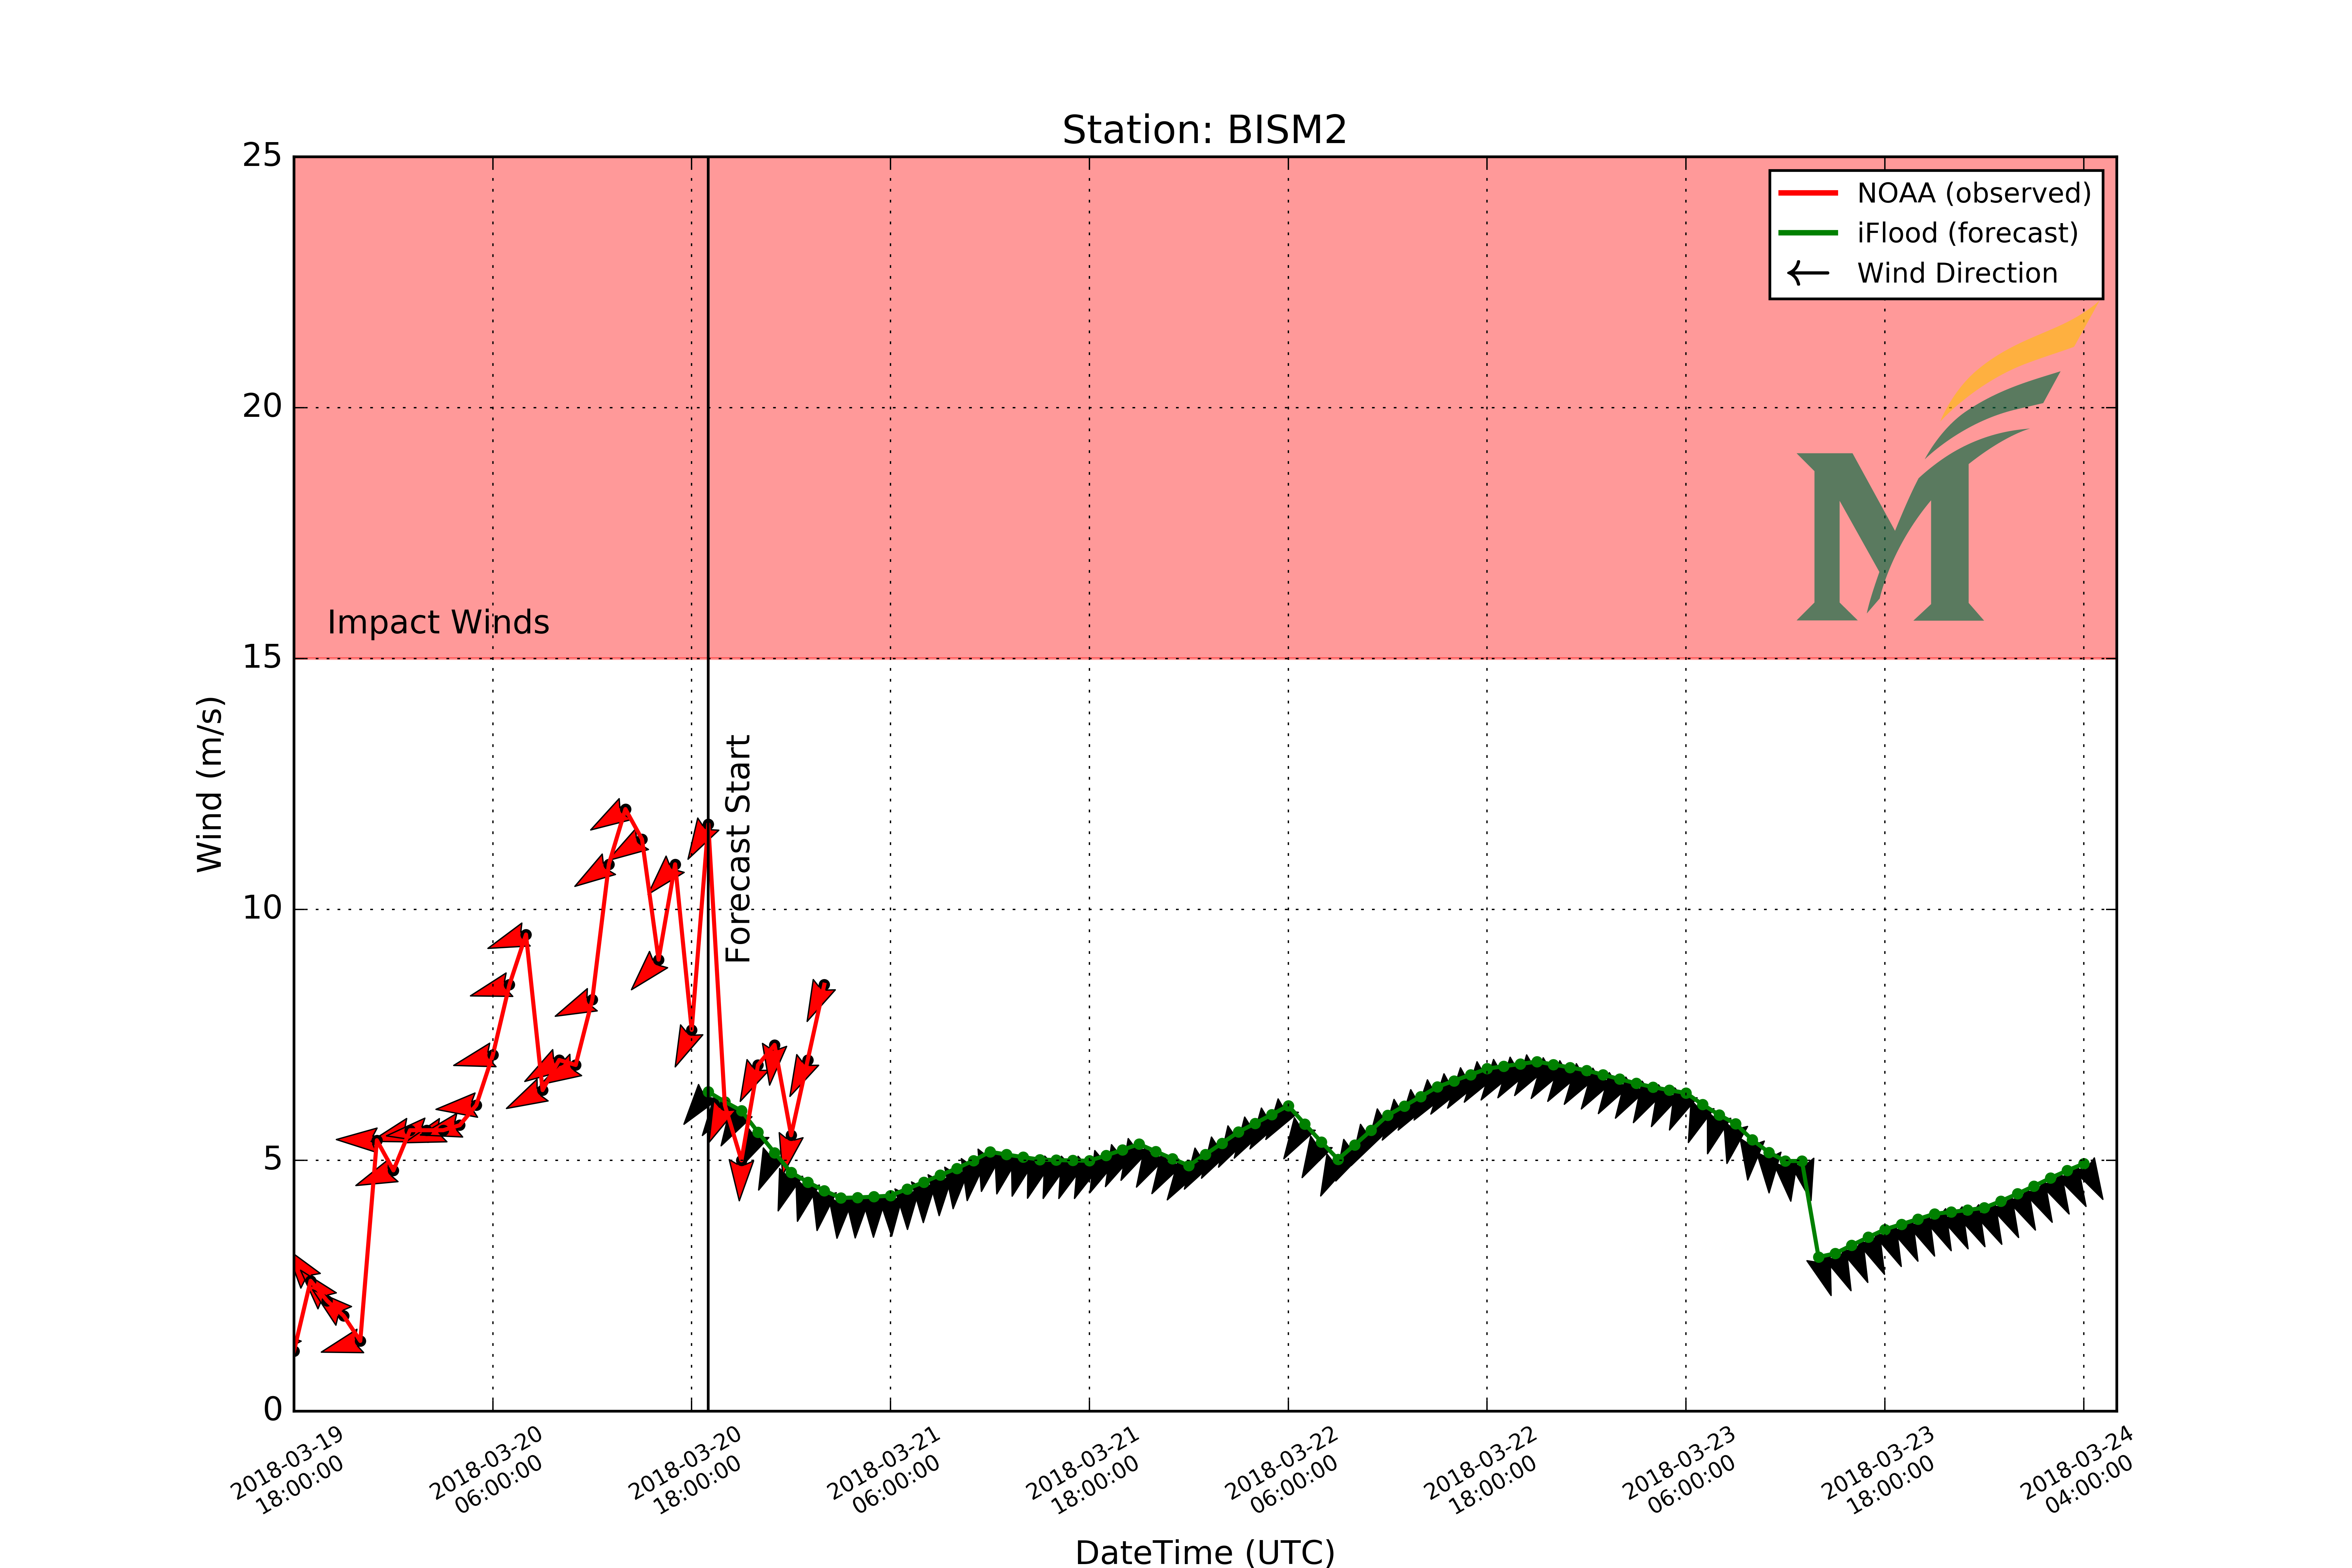 Station: BISM2
25
20
15
10
5
0
Wind (m/s)
NOAA (observed)
iFlood (forecast)
Wind Direction
Impact Winds
Forecast Start
M
2018-03-19
18:00:00
2018-03-20
06:00:00
2018-03-20
18:00:00
2018-03-21
06:00:00
2018-03-21
18:00:00
2018-03-22
06:00:00
2018-03-22
18:00:00
2018-03-23
06:00:00
2018-03-23
18:00:00
2018-03-24
04:00:00
DateTime (UTC)